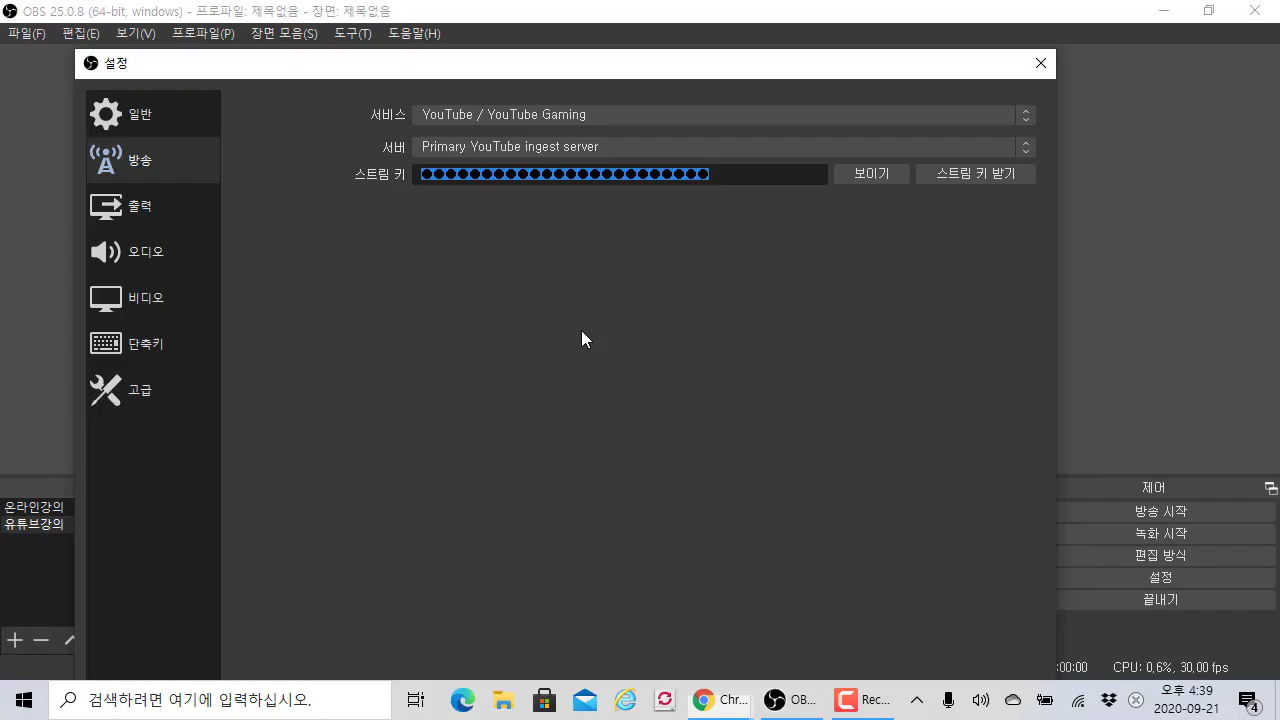 OBS 25.0.8 (64-bit, windows) - 프로파일: 제목없음 - 장면: 제목없음
파일(F) 편집(E) 보기(V) 프로파일(P) 장면 모음(S) 도구(T) 도움말(H)
설정
일반
방송
출력
오디오
비디오
단축키
고급
서비스 YouTube / YouTube Gaming
서버 Primary YouTube ingest server
스트림 키 보이기 스트림 키 받기
온라인강의
유튜브강의
제어
방송 시작
녹화 시작
편집 방식
설정
끝내기
:00:00 CPU: 0,6%, 30,00 fps
검색하려면 여기에 입력하십시오.
Chr...
OB...
Rec...
오후 4:39
2020-09-21
4